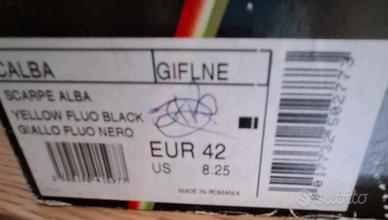 CALBA GIFLNE
SCARPE ALBA
YELLOW FLUO BLACK
GIALLO FLUO NERO
EUR 42
US 8.25
MADE IN ROMANIA
subito